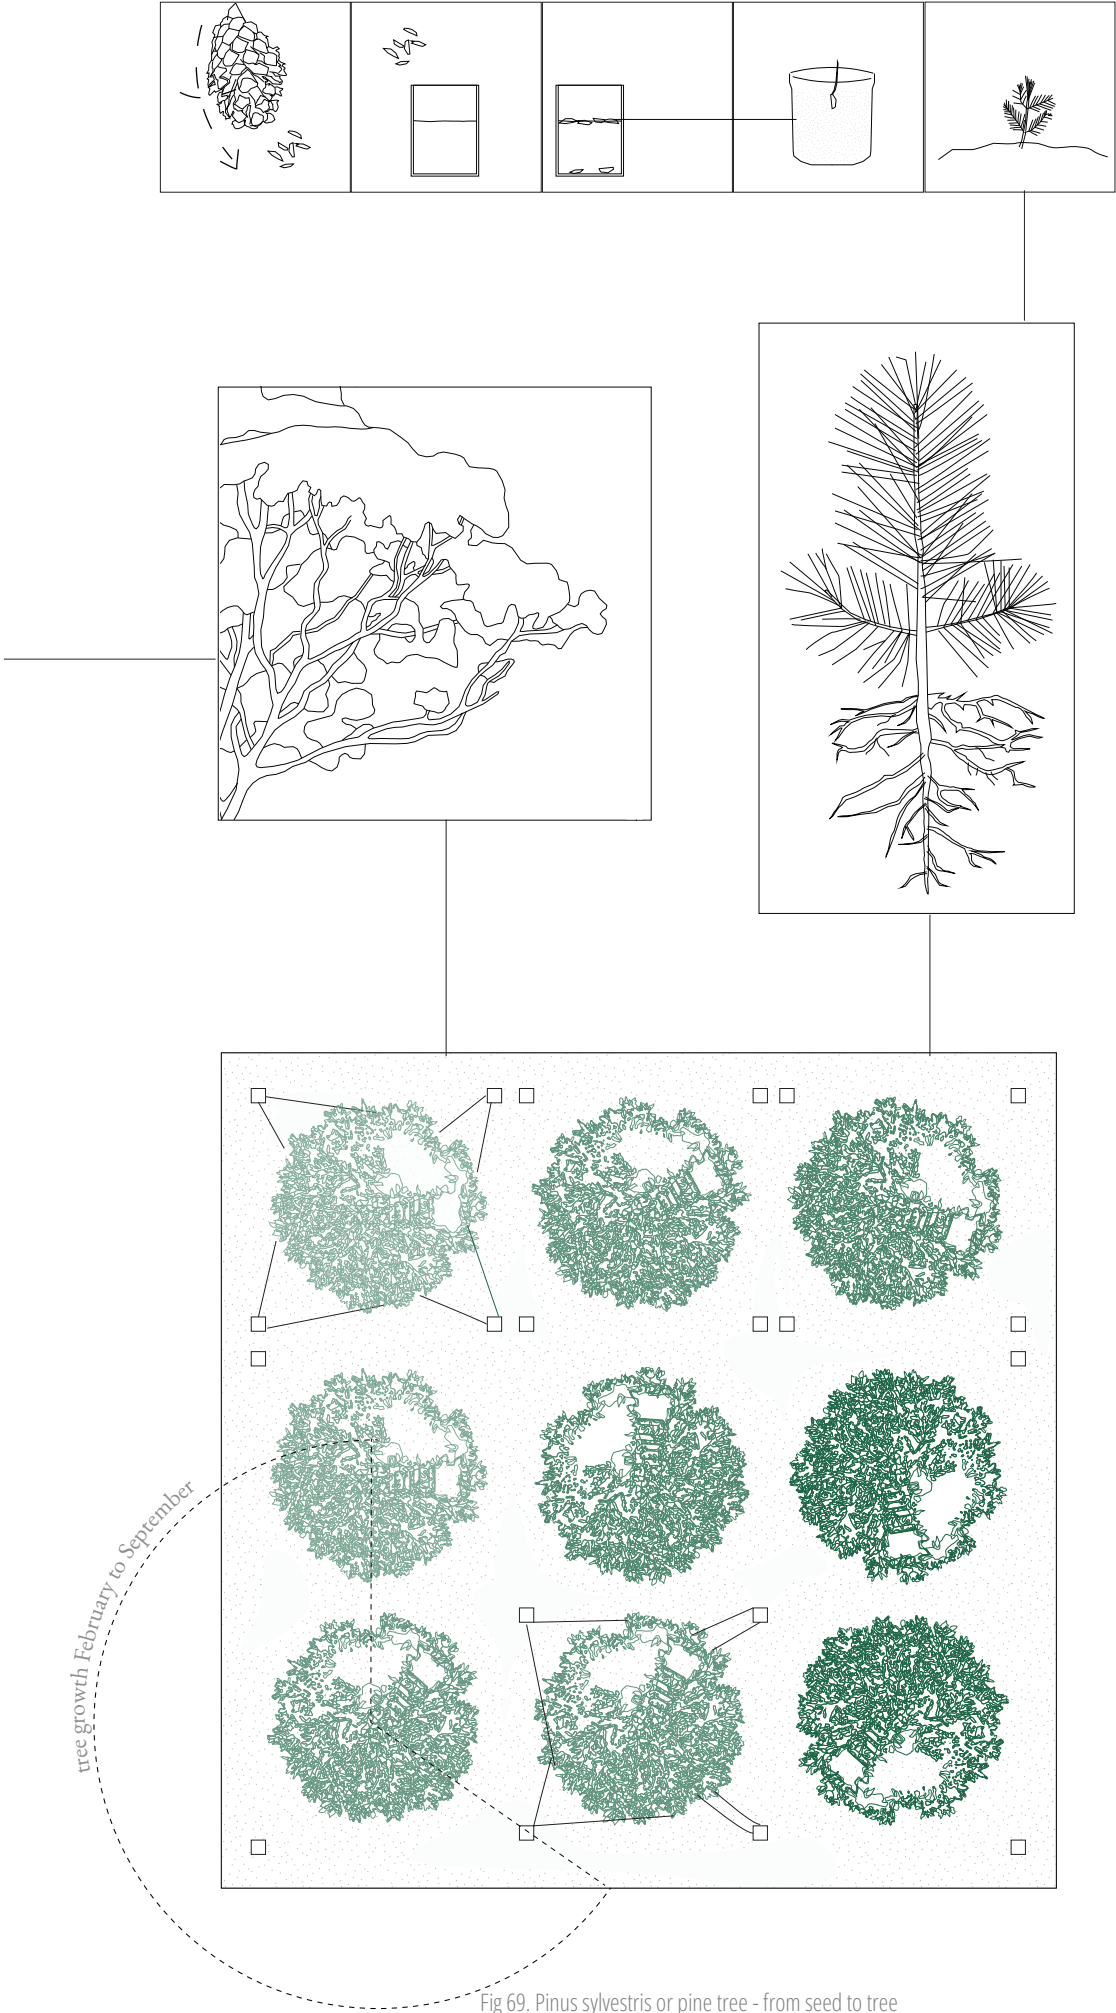 tree growth February to September
Fig 69. Pinus sylvestris or pine tree - from seed to tree